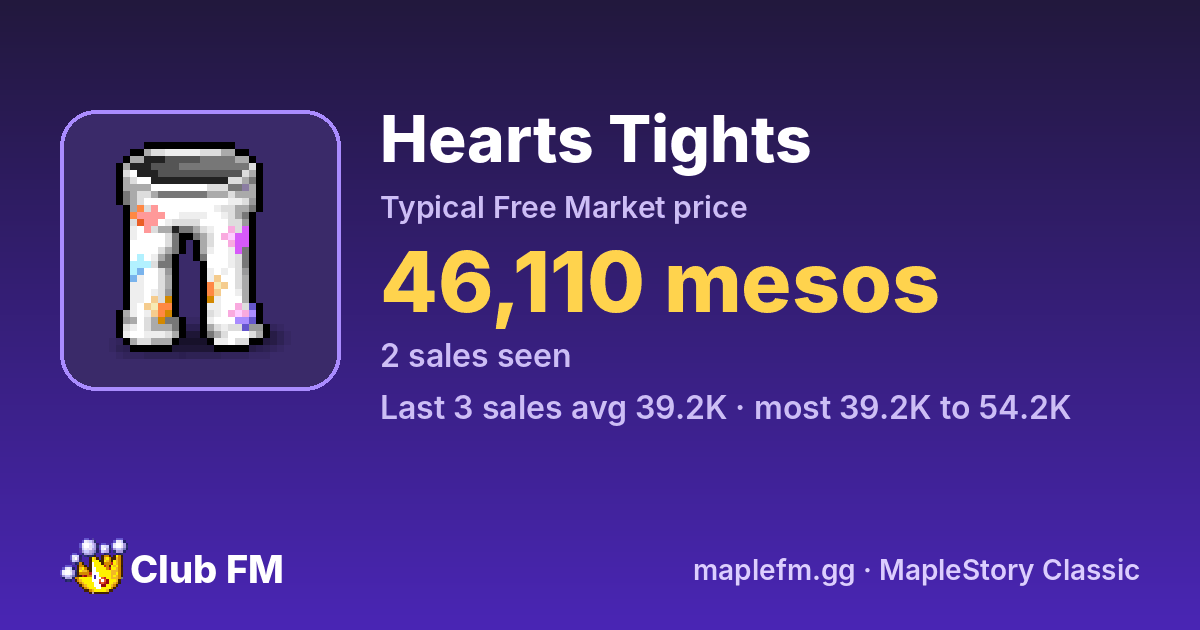 Hearts Tights
Typical Free Market price
46,110 mesos
2 sales seen
Last 3 sales avg 39.2K · most 39.2K to 54.2K
Club FM
maplefm.gg · MapleStory Classic